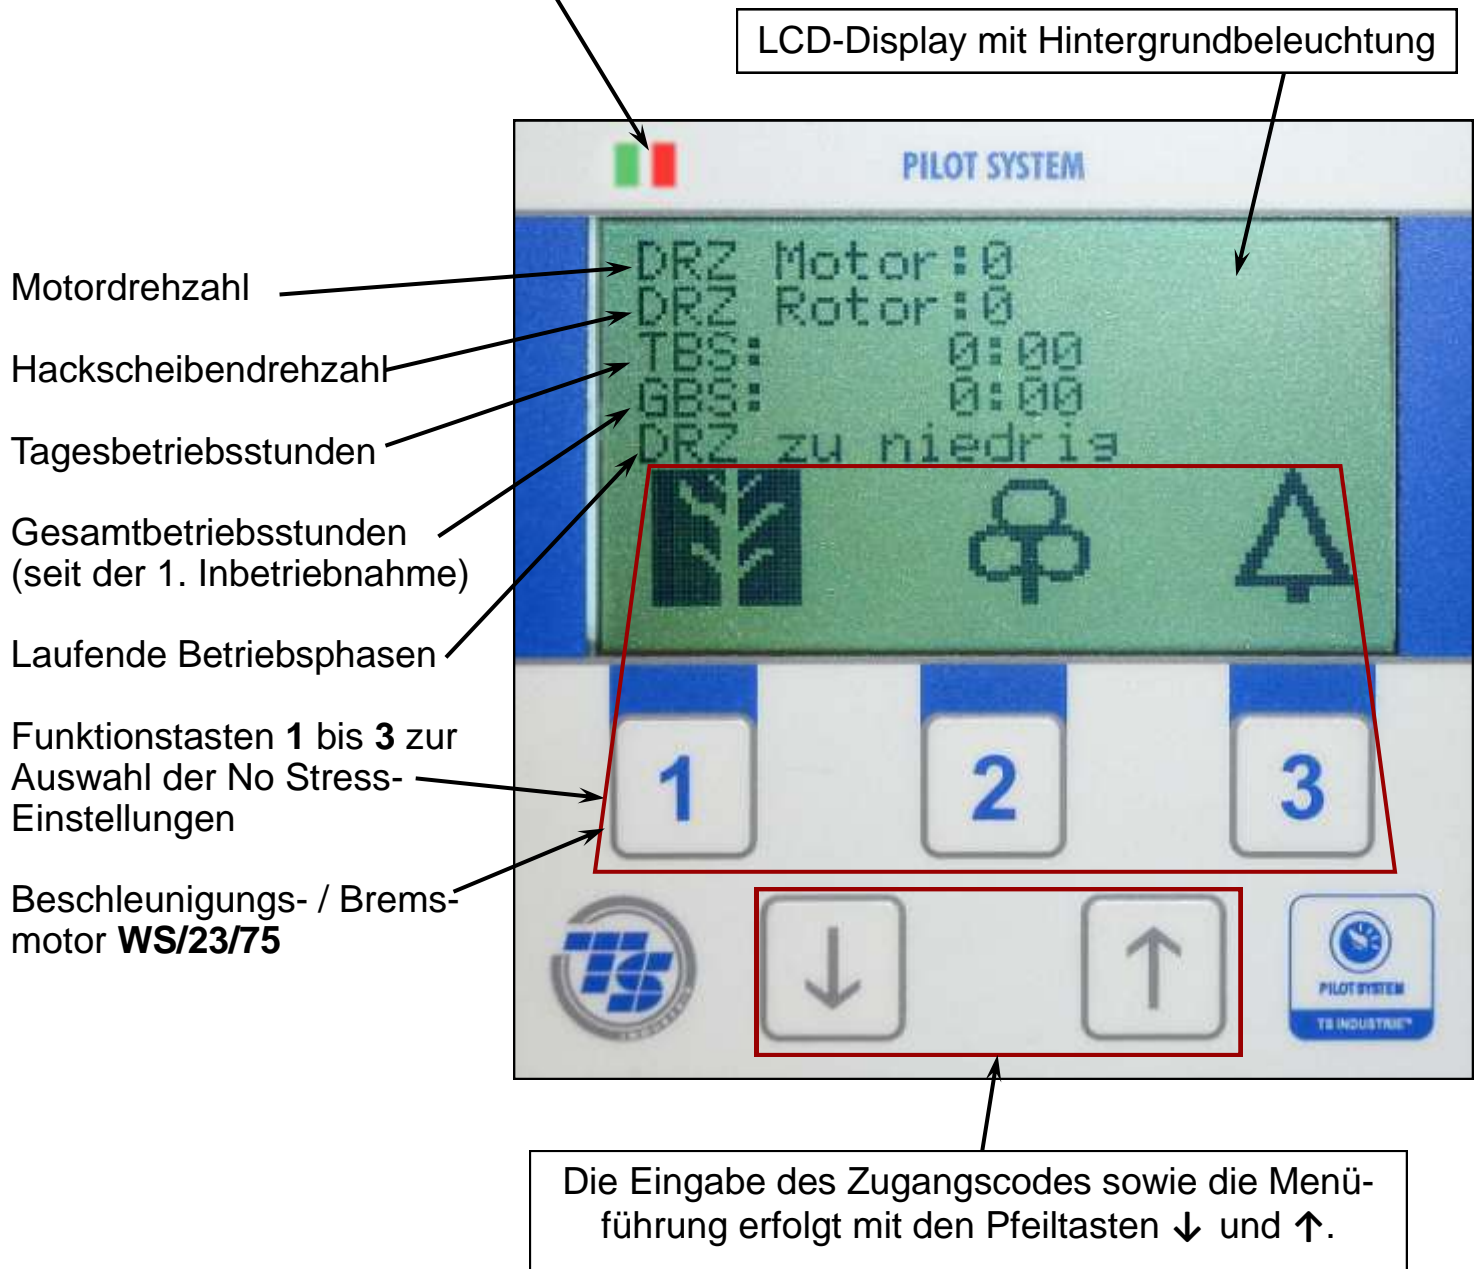 LCD-Display mit Hintergrundbeleuchtung
PILOT SYSTEM
DRZ Motor:0
DRZ Rotor:0
TBS: 0:00
GBS: 0:00
DRZ zu niedrig
Motordrehzahl
Hackscheibendrehzahl
Tagesbetriebsstunden
Gesamtbetriebsstunden
(seit der 1. Inbetriebnahme)
Laufende Betriebsphasen
Funktionstasten 1 bis 3 zur
Auswahl der No Stress-
Einstellungen
Beschleunigungs- / Brems-
motor WS/23/75
1 2 3
TS
↓ ↑
PILOT SYSTEM
TS INDUSTRIE™
Die Eingabe des Zugangscodes sowie die Menü-
führung erfolgt mit den Pfeiltasten ↓ und ↑.